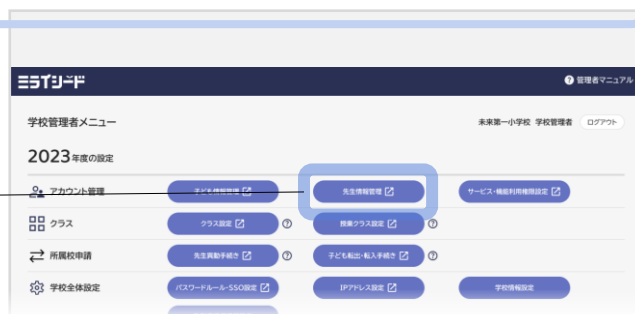 ミライシード
管理者マニュアル
学校管理者メニュー
未来第一小学校 学校管理者 ログアウト
2023年度の設定
アカウント管理 子ども情報管理 先生情報管理 サービス・機能利用権限設定
クラス クラス設定 授業クラス設定
所属校申請 先生異動手続き 子ども転出・転入手続き
学校全体設定 パスワードルール・SSO設定 IPアドレス設定 学校情報設定